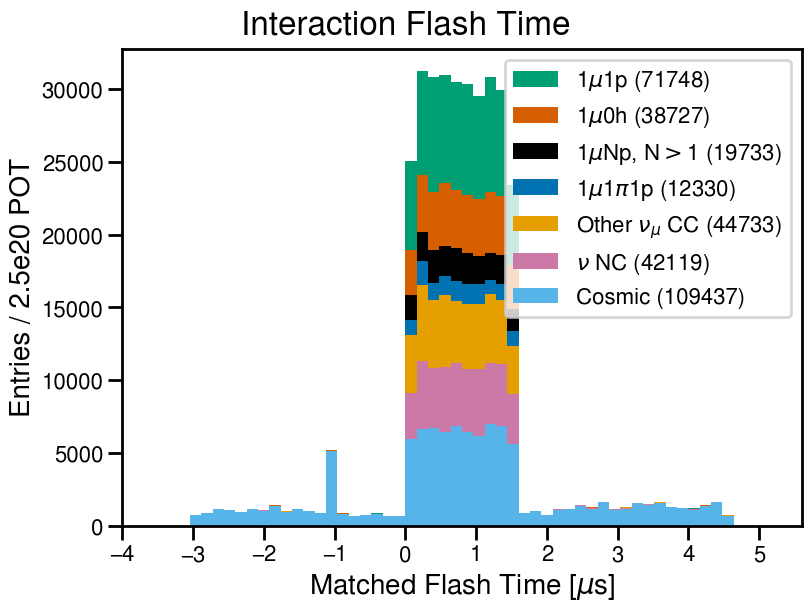 Interaction Flash Time
Entries / 2.5e20 POT
30000
25000
20000
15000
10000
5000
0
1μ1p (71748)
1μ0h (38727)
1μNp, N > 1 (19733)
1μ1π1p (12330)
Other ν_μ CC (44733)
ν NC (42119)
Cosmic (109437)
−4 −3 −2 −1 0 1 2 3 4 5
Matched Flash Time [μs]